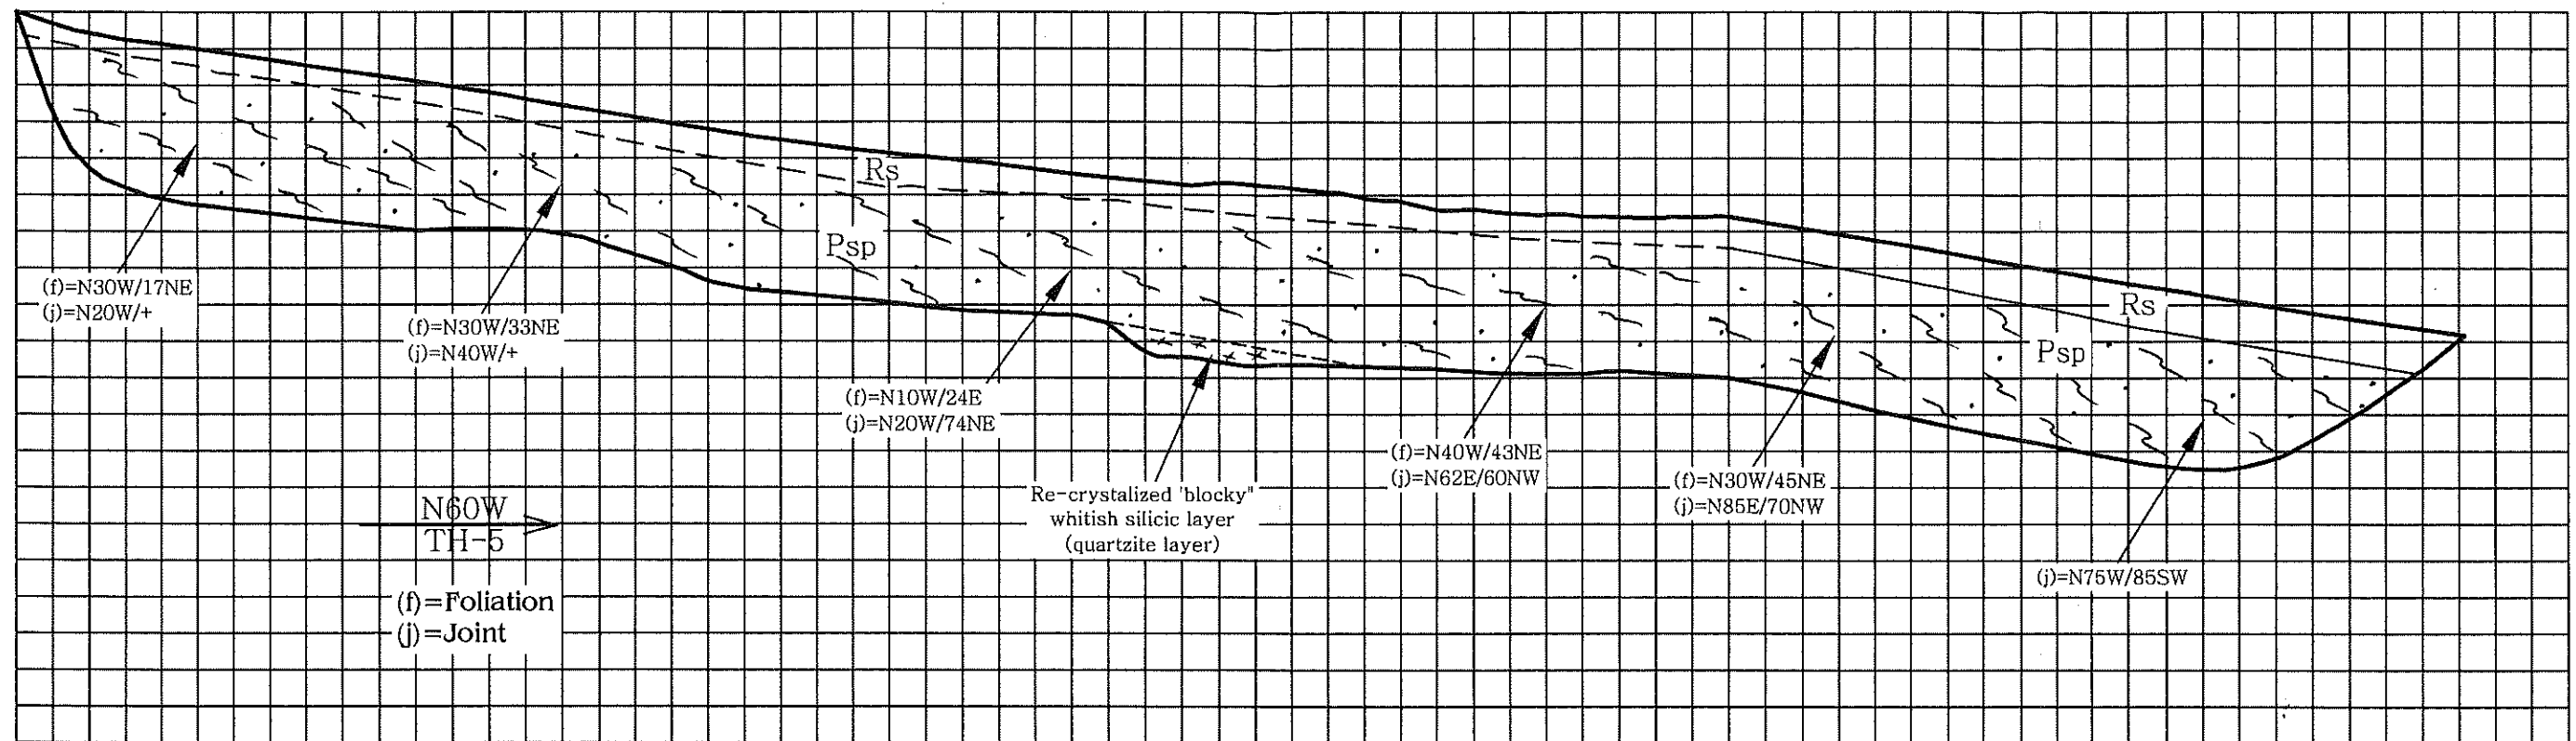 Rs
Psp
Rs
Psp
(f)=N30W/17NE
(j)=N20W/+
(f)=N30W/33NE
(j)=N40W/+
(f)=N10W/24E
(j)=N20W/74NE
Re-crystalized 'blocky"
whitish silicic layer
(quartzite layer)
(f)=N40W/43NE
(j)=N62E/60NW
(f)=N30W/45NE
(j)=N85E/70NW
(j)=N75W/85SW
N60W
TH-5
(f)=Foliation
(j)=Joint